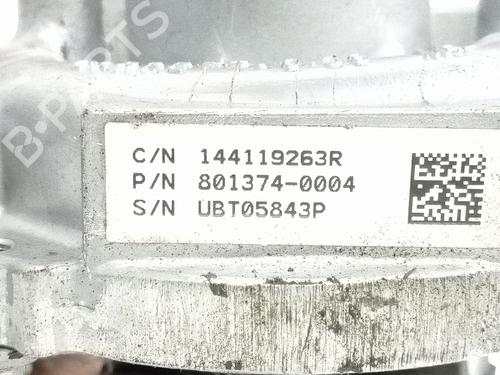 C/N 144119263R
P/N 801374-0004
S/N UBT05843P
B-PARTS